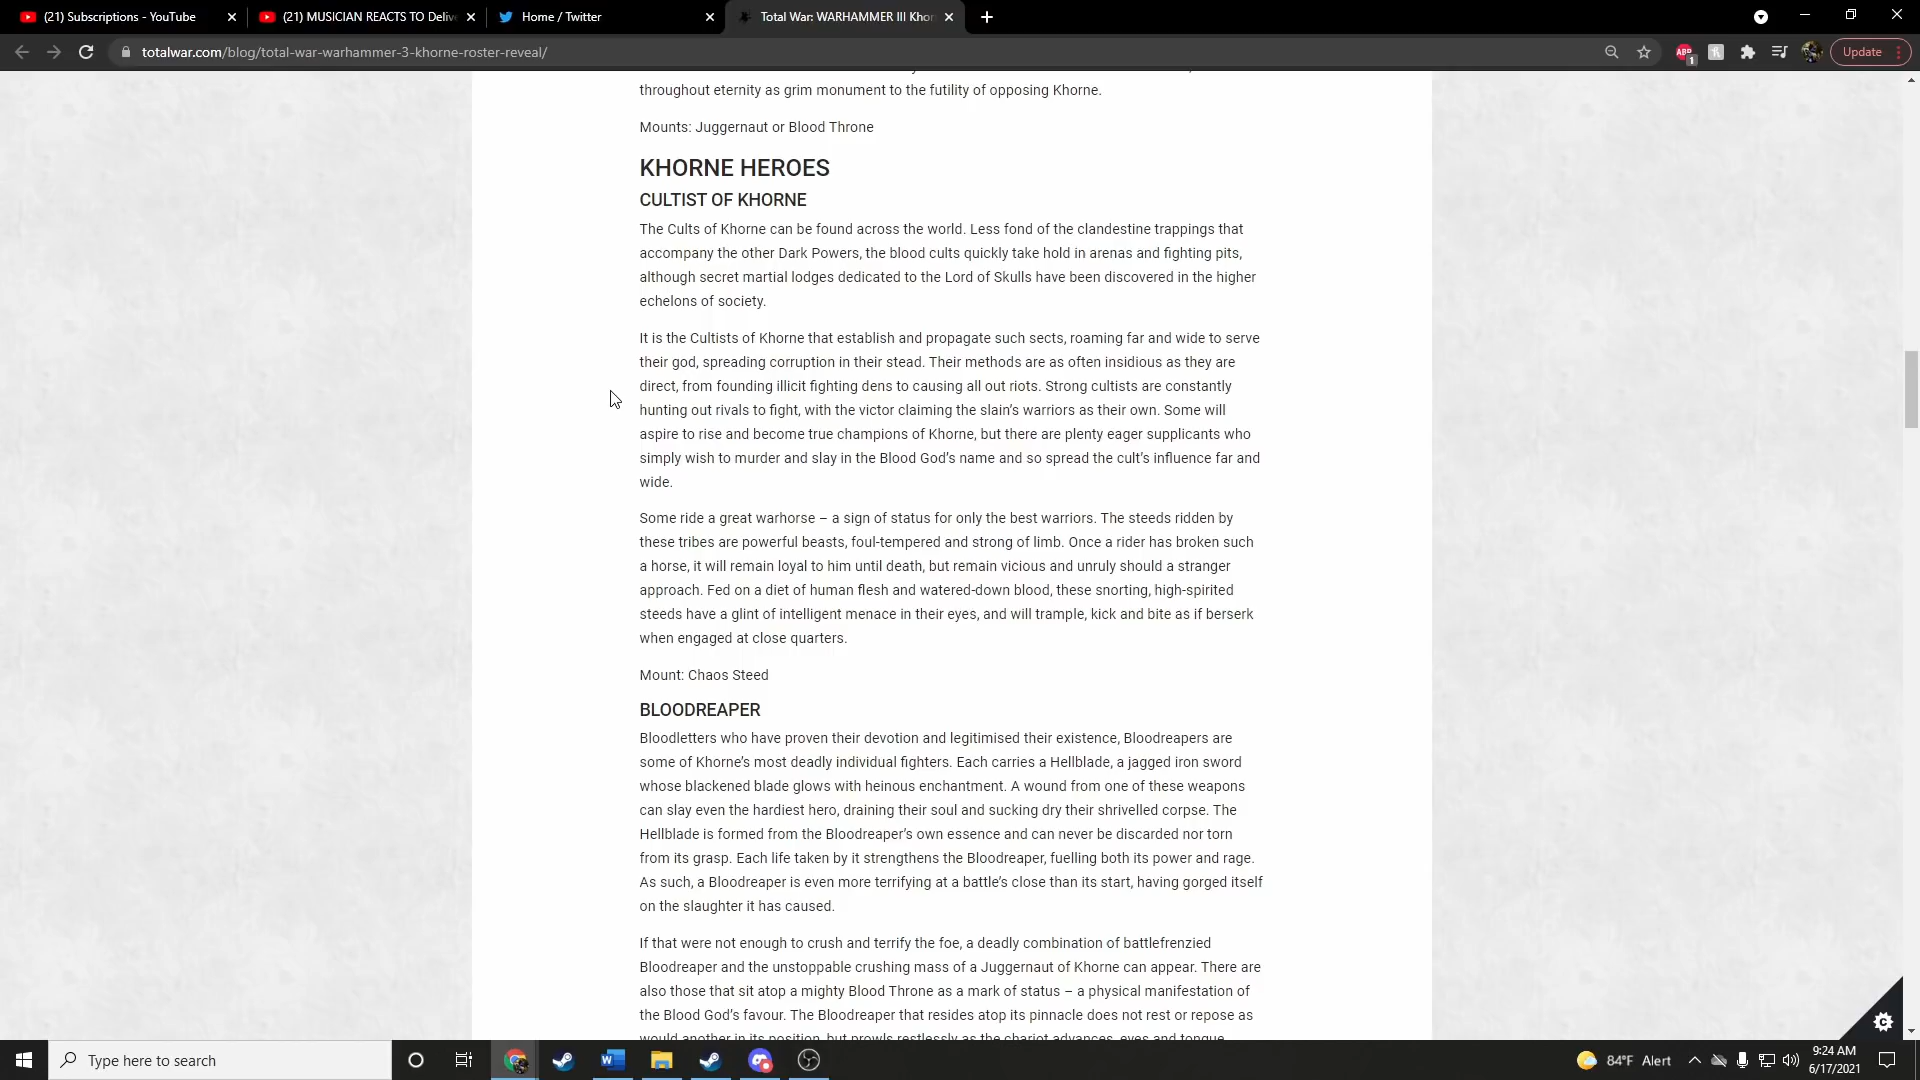 (21) Subscriptions - YouTube
(21) MUSICIAN REACTS TO Deliv
Home / Twitter
Total War: WARHAMMER III Khor
totalwar.com/blog/total-war-warhammer-3-khorne-roster-reveal/
ABP
1
Update
throughout eternity as grim monument to the futility of opposing Khorne.
Mounts: Juggernaut or Blood Throne
KHORNE HEROES
CULTIST OF KHORNE
The Cults of Khorne can be found across the world. Less fond of the clandestine trappings that
accompany the other Dark Powers, the blood cults quickly take hold in arenas and fighting pits,
although secret martial lodges dedicated to the Lord of Skulls have been discovered in the higher
echelons of society.
It is the Cultists of Khorne that establish and propagate such sects, roaming far and wide to serve
their god, spreading corruption in their stead. Their methods are as often insidious as they are
direct, from founding illicit fighting dens to causing all out riots. Strong cultists are constantly
hunting out rivals to fight, with the victor claiming the slain’s warriors as their own. Some will
aspire to rise and become true champions of Khorne, but there are plenty eager supplicants who
simply wish to murder and slay in the Blood God’s name and so spread the cult’s influence far and
wide.
Some ride a great warhorse – a sign of status for only the best warriors. The steeds ridden by
these tribes are powerful beasts, foul-tempered and strong of limb. Once a rider has broken such
a horse, it will remain loyal to him until death, but remain vicious and unruly should a stranger
approach. Fed on a diet of human flesh and watered-down blood, these snorting, high-spirited
steeds have a glint of intelligent menace in their eyes, and will trample, kick and bite as if berserk
when engaged at close quarters.
Mount: Chaos Steed
BLOODREAPER
Bloodletters who have proven their devotion and legitimised their existence, Bloodreapers are
some of Khorne’s most deadly individual fighters. Each carries a Hellblade, a jagged iron sword
whose blackened blade glows with heinous enchantment. A wound from one of these weapons
can slay even the hardiest hero, draining their soul and sucking dry their shrivelled corpse. The
Hellblade is formed from the Bloodreaper’s own essence and can never be discarded nor torn
from its grasp. Each life taken by it strengthens the Bloodreaper, fuelling both its power and rage.
As such, a Bloodreaper is even more terrifying at a battle’s close than its start, having gorged itself
on the slaughter it has caused.
If that were not enough to crush and terrify the foe, a deadly combination of battlefrenzied
Bloodreaper and the unstoppable crushing mass of a Juggernaut of Khorne can appear. There are
also those that sit atop a mighty Blood Throne as a mark of status – a physical manifestation of
the Blood God’s favour. The Bloodreaper that resides atop its pinnacle does not rest or repose as
would another in its position, but prowls restlessly as the chariot advances, eyes and tongue
Type here to search
84°F Alert
9:24 AM
6/17/2021